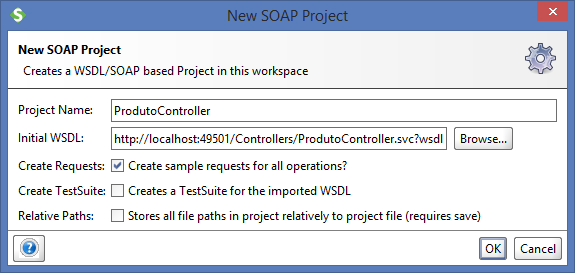 New SOAP Project
New SOAP Project
Creates a WSDL/SOAP based Project in this workspace
Project Name: ProdutoController
Initial WSDL: http://localhost:49501/Controllers/ProdutoController.svc?wsdl Browse...
Create Requests: Create sample requests for all operations?
Create TestSuite: Creates a TestSuite for the imported WSDL
Relative Paths: Stores all file paths in project relatively to project file (requires save)
? OK Cancel